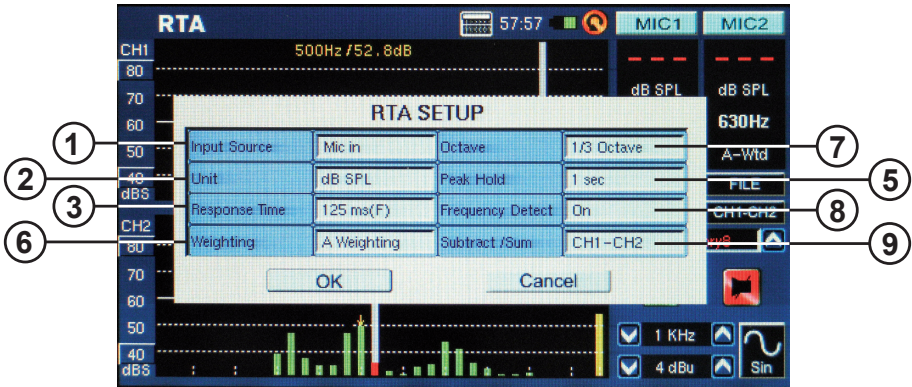 RTA 57:57 MIC1 MIC2
CH1 500Hz /52.8dB
80
70 dB SPL dB SPL
60 630Hz
50 A-Wtd
40 FILE
dBS CH1-CH2
CH2
80
70
60
50 1 KHz
40 4 dBu Sin
dBS
RTA SETUP
1 Input Source Mic in Octave 1/3 Octave 7
2 Unit dB SPL Peak Hold 1 sec 5
3 Response Time 125 ms(F) Frequency Detect On 8
6 Weighting A Weighting Subtract /Sum CH1-CH2 9
OK Cancel